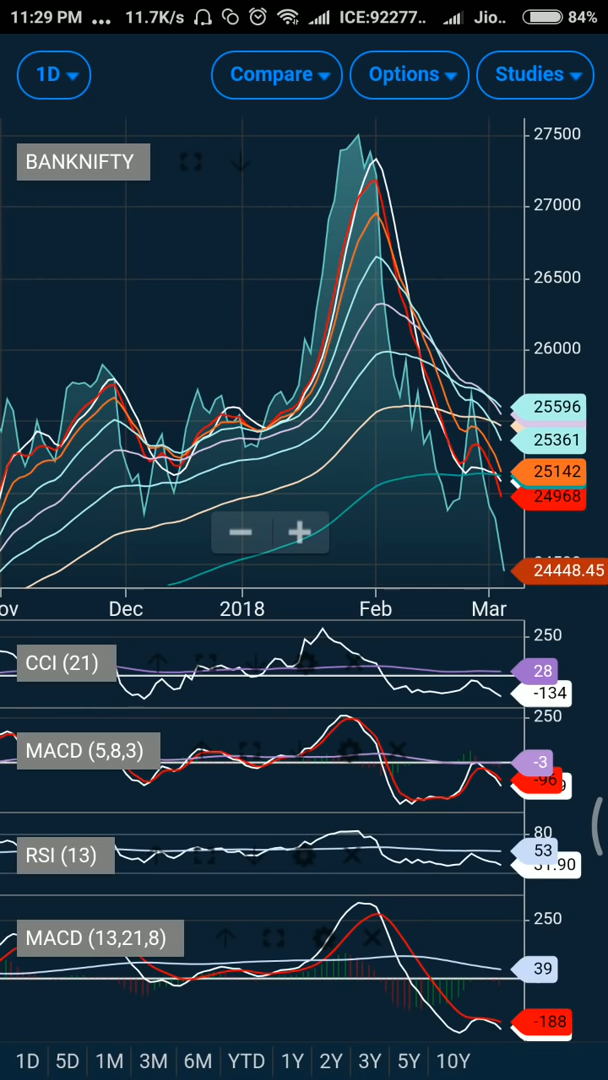 11:29 PM ... 11.7K/s ICE:92277.. Jio.. 84%
1D Compare Options Studies
27500
BANKNIFTY
27000
26500
26000
25596
25361
25142
24968
24448.45
Dec 2018 Feb Mar
250
CCI (21)
28
-134
250
MACD (5,8,3)
-3
-96
80
RSI (13)
53
31.90
250
MACD (13,21,8)
39
-188
1D 5D 1M 3M 6M YTD 1Y 2Y 3Y 5Y 10Y